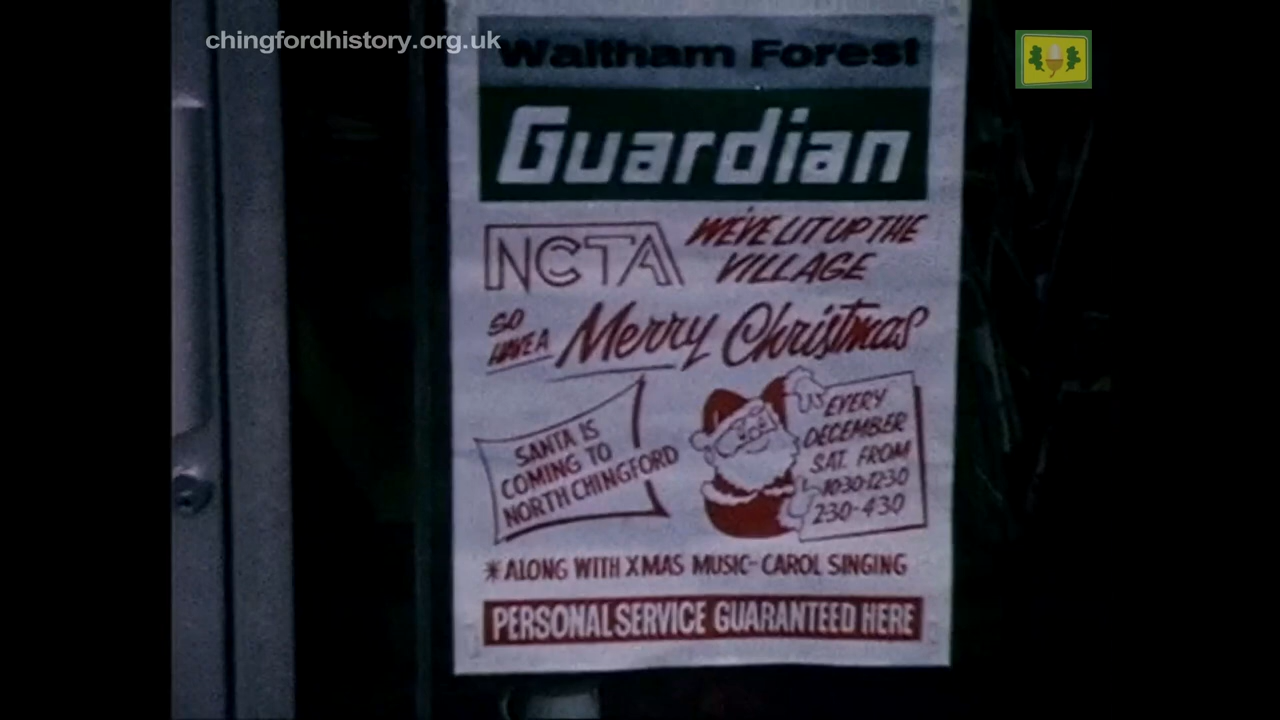 chingfordhistory.org.uk
Waltham Forest
Guardian
NCTA
WE'VE LIT UP THE
VILLAGE
SO
HAVE A
Merry Christmas
SANTA IS
COMING TO
NORTH CHINGFORD
EVERY
DECEMBER
SAT. FROM
10·30-12·30
2·30-4·30
*ALONG WITH XMAS MUSIC-CAROL SINGING
PERSONAL SERVICE GUARANTEED HERE